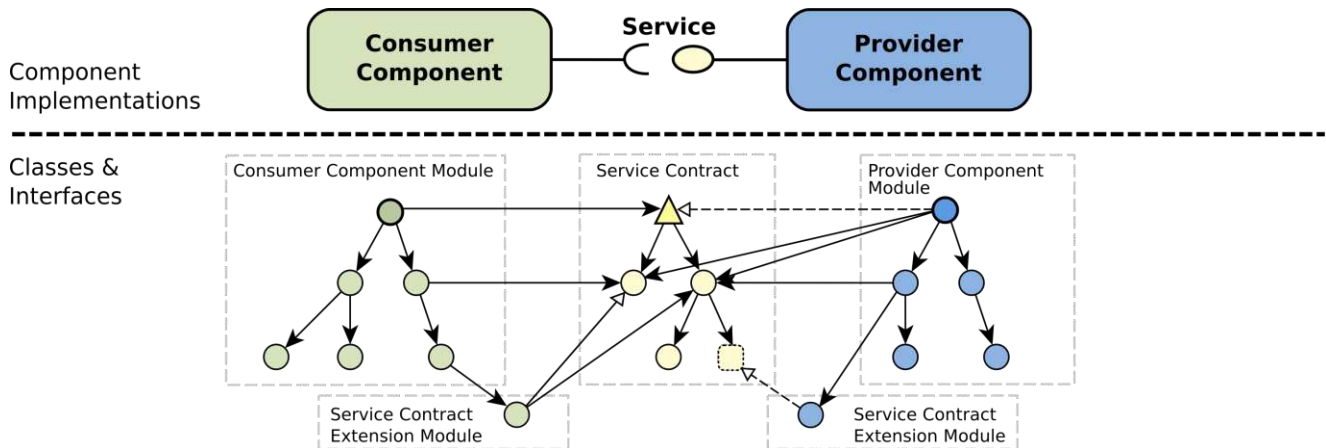 Consumer
Component
Service
Provider
Component
Component
Implementations
Classes &
Interfaces
Consumer Component Module
Service Contract
Provider Component
Module
Service Contract
Extension Module
Service Contract
Extension Module